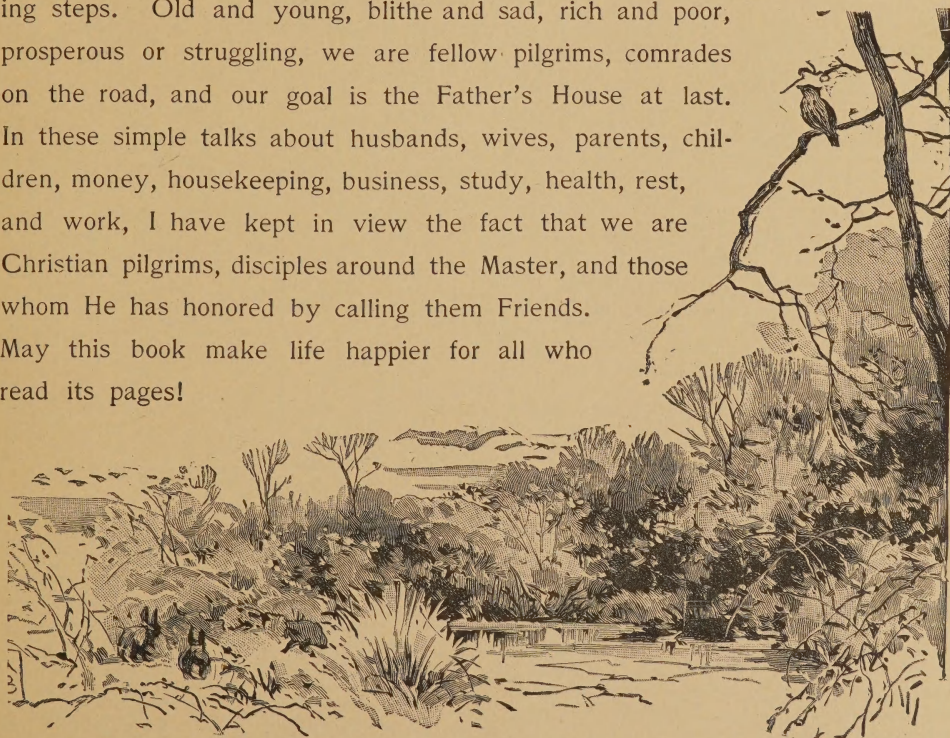 ing steps. Old and young, blithe and sad, rich and poor,
prosperous or struggling, we are fellow pilgrims, comrades
on the road, and our goal is the Father's House at last.
In these simple talks about husbands, wives, parents, chil-
dren, money, housekeeping, business, study, health, rest,
and work, I have kept in view the fact that we are
Christian pilgrims, disciples around the Master, and those
whom He has honored by calling them Friends.
May this book make life happier for all who
read its pages!